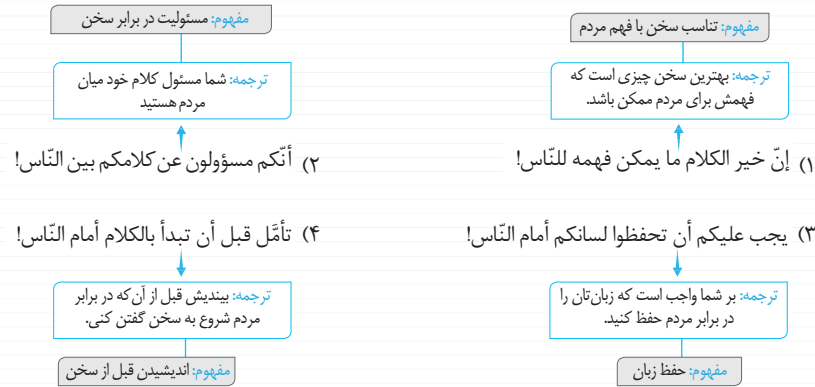 مفهوم: تناسب سخن با فهم مردم
ترجمه: بهترین سخن چیزی است که
فهمش برای مردم ممکن باشد.
۱) إنّ خیر الکلام ما یمکن فهمه للنّاس!
مفهوم: مسئولیت در برابر سخن
ترجمه: شما مسئول کلام خود میان
مردم هستید
۲) أنّکم مسؤولون عن کلامکم بین النّاس!
۳) یجب علیکم أن تحفظوا لسانکم أمام النّاس!
ترجمه: بر شما واجب است که زبان‌تان را
در برابر مردم حفظ کنید.
مفهوم: حفظ زبان
۴) تأمَّل قبل أن تبدأ بالکلام أمام النّاس!
ترجمه: بیندیش قبل از آن‌که در برابر
مردم شروع به سخن گفتن کنی.
مفهوم: اندیشیدن قبل از سخن